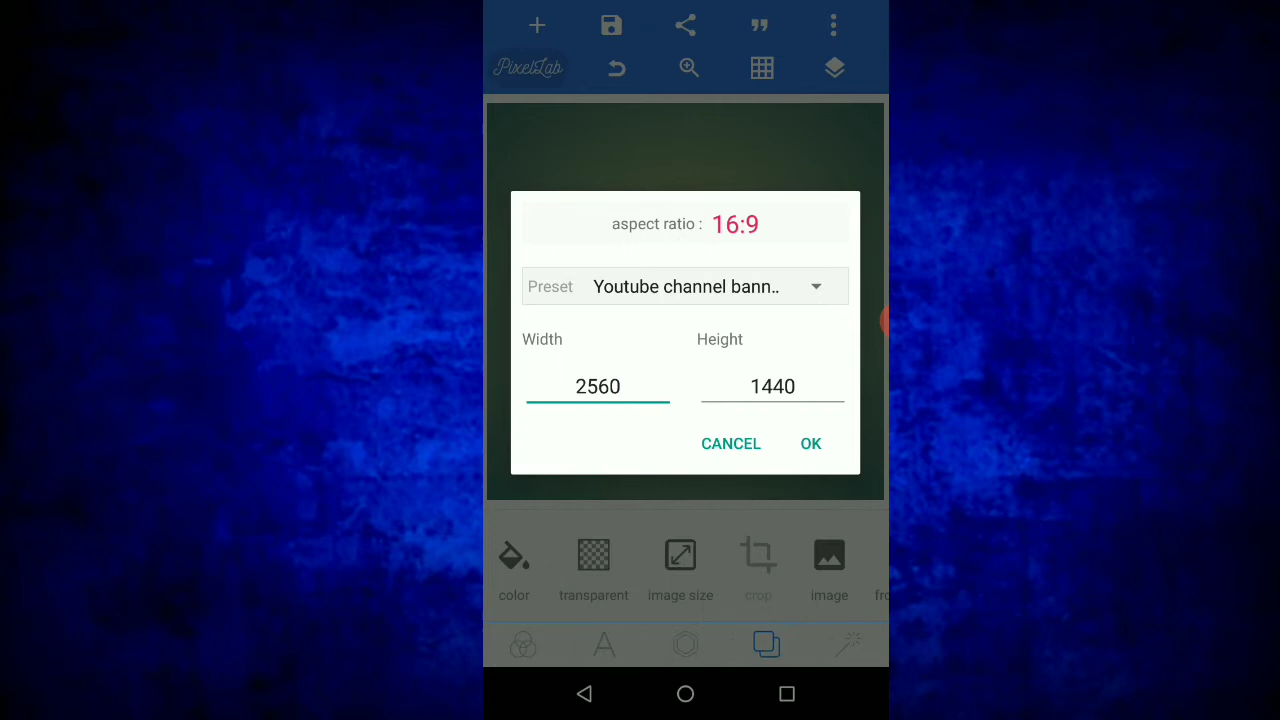 PixelLab
aspect ratio : 16:9
Preset Youtube channel bann..
Width Height
2560 1440
CANCEL OK
color transparent image size crop image fro